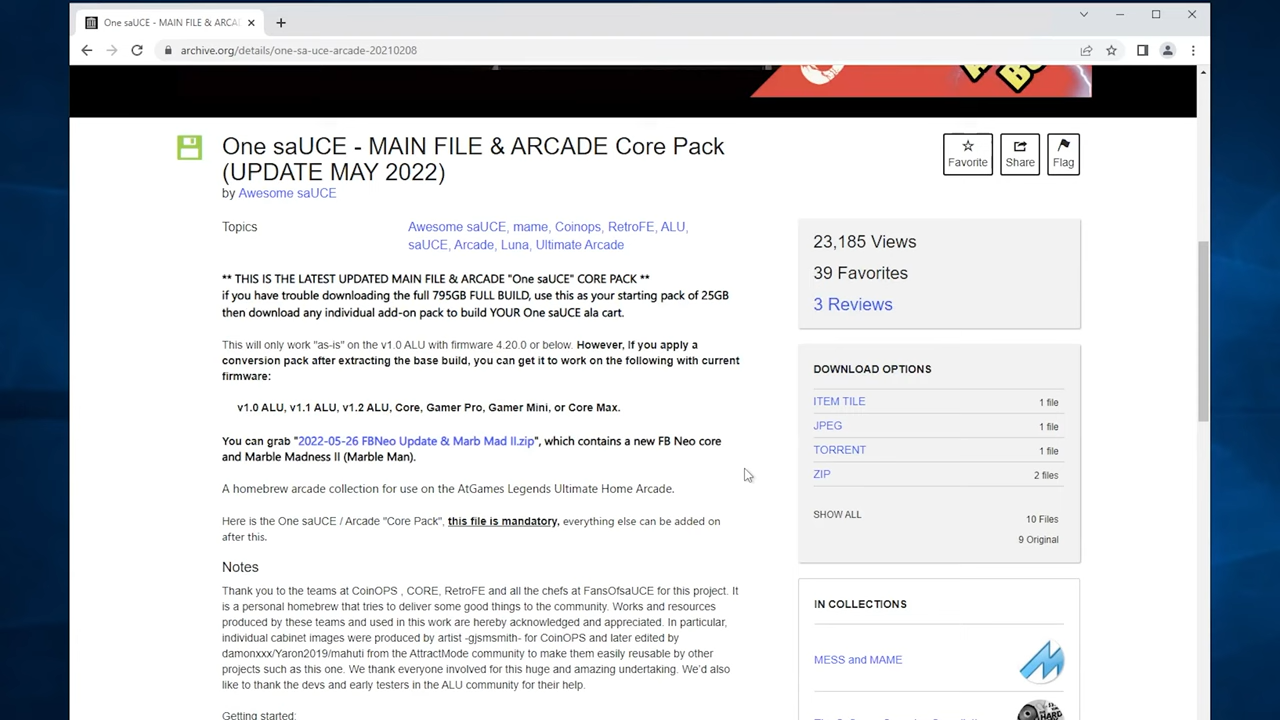 One saUCE - MAIN FILE & ARCA
archive.org/details/one-sa-uce-arcade-20210208
One saUCE - MAIN FILE & ARCADE Core Pack
(UPDATE MAY 2022)
by Awesome saUCE
Favorite
Share
Flag
Topics
Awesome saUCE, mame, Coinops, RetroFE, ALU,
saUCE, Arcade, Luna, Ultimate Arcade
** THIS IS THE LATEST UPDATED MAIN FILE & ARCADE "One saUCE" CORE PACK **
if you have trouble downloading the full 795GB FULL BUILD, use this as your starting pack of 25GB
then download any individual add-on pack to build YOUR One saUCE ala cart.
This will only work "as-is" on the v1.0 ALU with firmware 4.20.0 or below. However, If you apply a
conversion pack after extracting the base build, you can get it to work on the following with current
firmware:
v1.0 ALU, v1.1 ALU, v1.2 ALU, Core, Gamer Pro, Gamer Mini, or Core Max.
You can grab "2022-05-26 FBNeo Update & Marb Mad II.zip", which contains a new FB Neo core
and Marble Madness II (Marble Man).
A homebrew arcade collection for use on the AtGames Legends Ultimate Home Arcade.
Here is the One saUCE / Arcade "Core Pack", this file is mandatory, everything else can be added on
after this.
Notes
Thank you to the teams at CoinOPS , CORE, RetroFE and all the chefs at FansOfsaUCE for this project. It
is a personal homebrew that tries to deliver some good things to the community. Works and resources
produced by these teams and used in this work are hereby acknowledged and appreciated. In particular,
individual cabinet images were produced by artist -gjsmsmith- for CoinOPS and later edited by
damonxxx/Yaron2019/mahuti from the AttractMode community to make them easily reusable by other
projects such as this one. We thank everyone involved for this huge and amazing undertaking. We'd also
like to thank the devs and early testers in the ALU community for their help.
Getting started:
23,185 Views
39 Favorites
3 Reviews
DOWNLOAD OPTIONS
ITEM TILE 1 file
JPEG 1 file
TORRENT 1 file
ZIP 2 files
SHOW ALL 10 Files
9 Original
IN COLLECTIONS
MESS and MAME